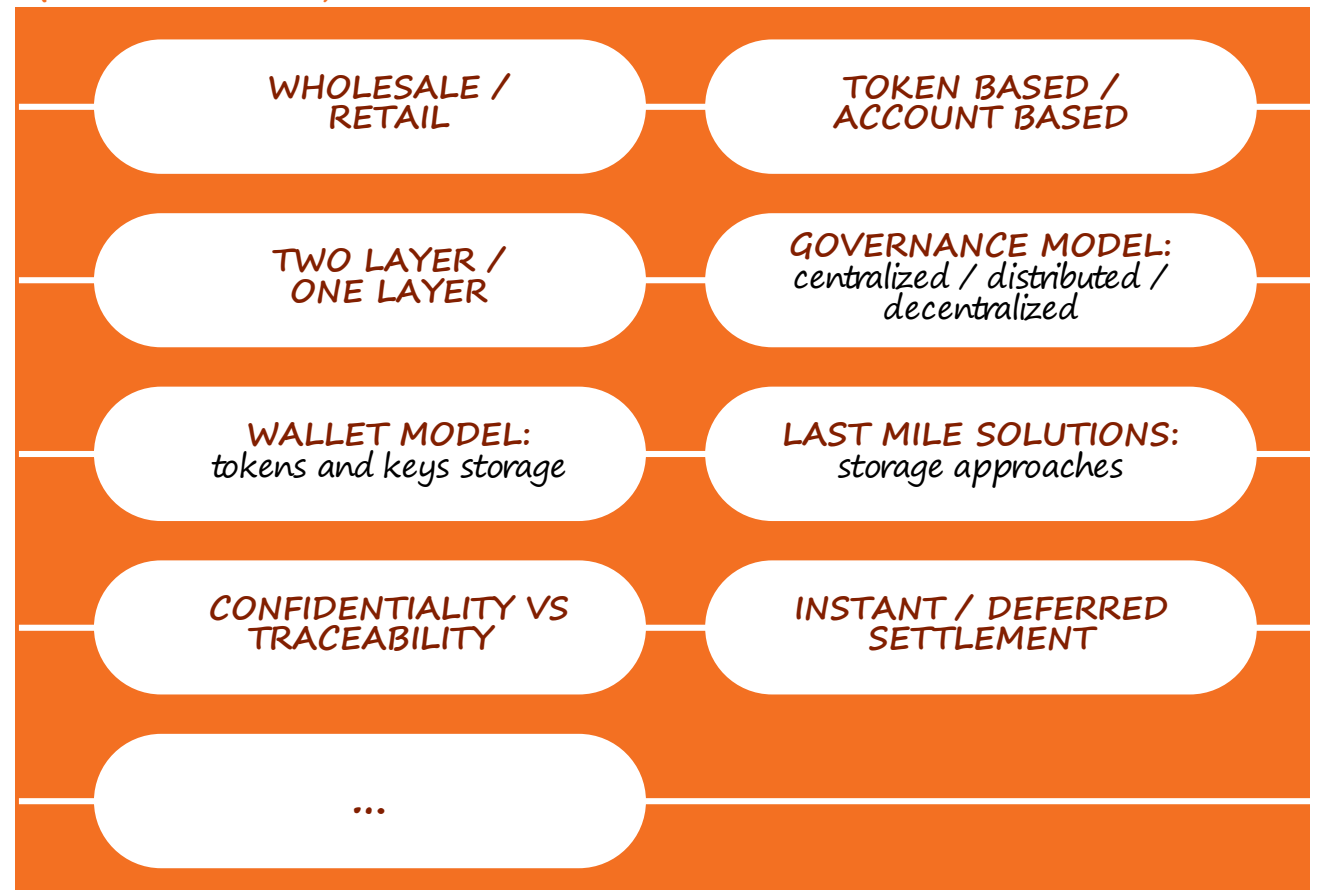 WHOLESALE /
RETAIL
TOKEN BASED /
ACCOUNT BASED
TWO LAYER /
ONE LAYER
GOVERNANCE MODEL:
centralized / distributed /
decentralized
WALLET MODEL:
tokens and keys storage
LAST MILE SOLUTIONS:
storage approaches
CONFIDENTIALITY VS
TRACEABILITY
INSTANT / DEFERRED
SETTLEMENT
...